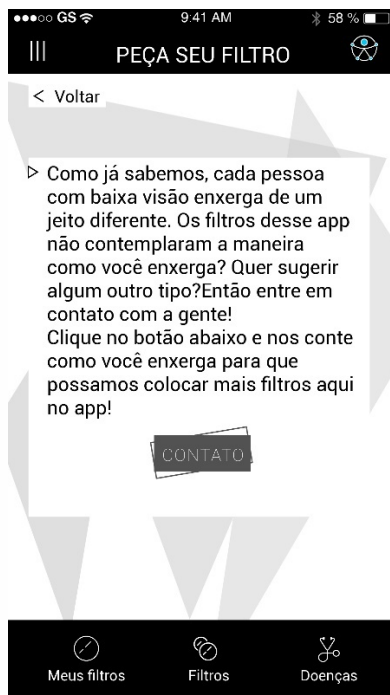 GS 9:41 AM 58 %
PEÇA SEU FILTRO
< Voltar
Como já sabemos, cada pessoa
com baixa visão enxerga de um
jeito diferente. Os filtros desse app
não contemplaram a maneira
como você enxerga? Quer sugerir
algum outro tipo?Então entre em
contato com a gente!
Clique no botão abaixo e nos conte
como você enxerga para que
possamos colocar mais filtros aqui
no app!
CONTATO
Meus filtros Filtros Doenças